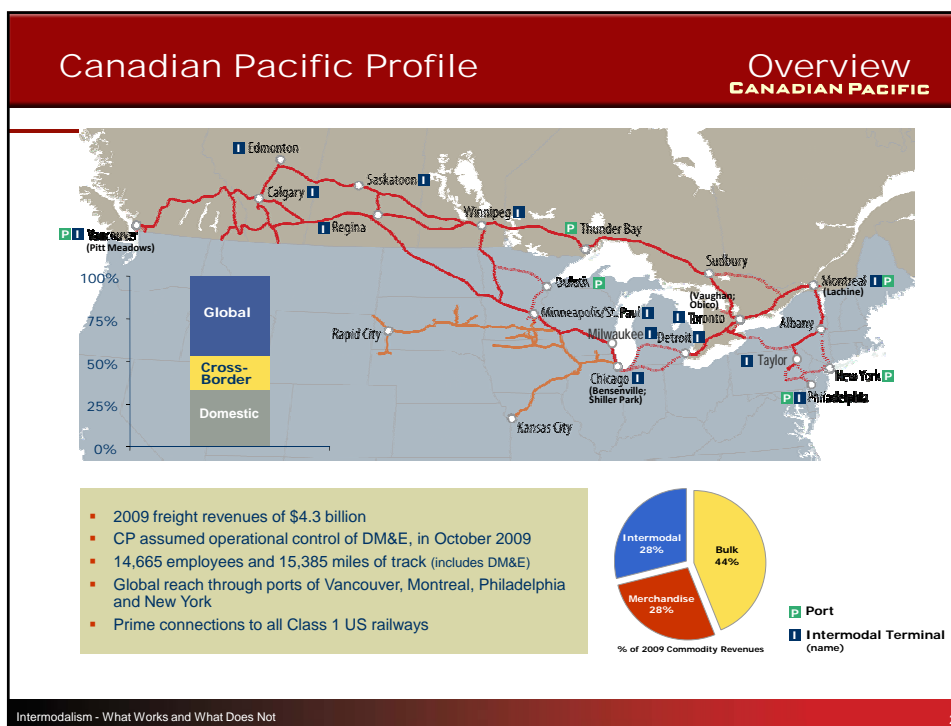 Canadian Pacific Profile
Overview
CANADIAN PACIFIC
I Edmonton
Saskatoon I
Calgary I
Winnipeg I
P I Vancouver
(Pitt Meadows)
I Regina
P Thunder Bay
Sudbury
Duluth P
Montreal I P
(Lachine)
(Vaughan;
Obico)
Minneapolis/St. Paul I
I Toronto
Albany
Rapid City
Milwaukee I
Detroit I
I Taylor
Chicago I
(Bensenville;
Shiller Park)
New York P
P I Philadelphia
Kansas City
100%
75%
50%
25%
0%
Global
Cross-
Border
Domestic
▪ 2009 freight revenues of $4.3 billion
▪ CP assumed operational control of DM&E, in October 2009
▪ 14,665 employees and 15,385 miles of track (includes DM&E)
▪ Global reach through ports of Vancouver, Montreal, Philadelphia
and New York
▪ Prime connections to all Class 1 US railways
Intermodal
28%
Bulk
44%
Merchandise
28%
% of 2009 Commodity Revenues
P Port
I Intermodal Terminal
(name)
Intermodalism - What Works and What Does Not